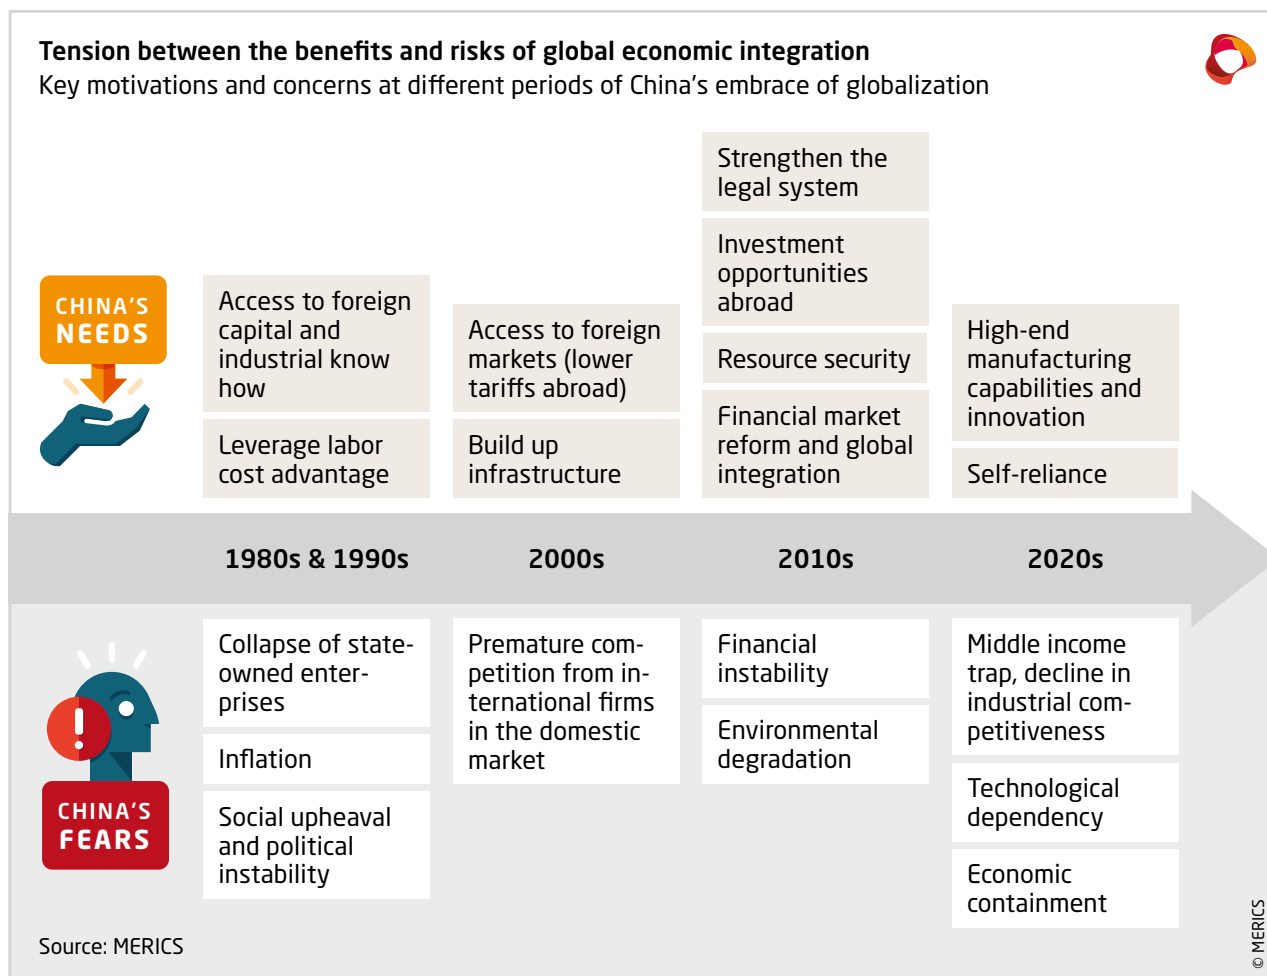 Tension between the benefits and risks of global economic integration
Key motivations and concerns at different periods of China's embrace of globalization
CHINA'S
NEEDS
Access to foreign
capital and
industrial know
how
Leverage labor
cost advantage
Access to foreign
markets (lower
tariffs abroad)
Build up
infrastructure
Strengthen the
legal system
Investment
opportunities
abroad
Resource security
Financial market
reform and global
integration
High-end
manufacturing
capabilities and
innovation
Self-reliance
1980s & 1990s
2000s
2010s
2020s
CHINA'S
FEARS
Collapse of state-
owned enter-
prises
Inflation
Social upheaval
and political
instability
Premature com-
petition from in-
ternational firms
in the domestic
market
Financial
instability
Environmental
degradation
Middle income
trap, decline in
industrial com-
petitiveness
Technological
dependency
Economic
containment
Source: MERICS
© MERICS